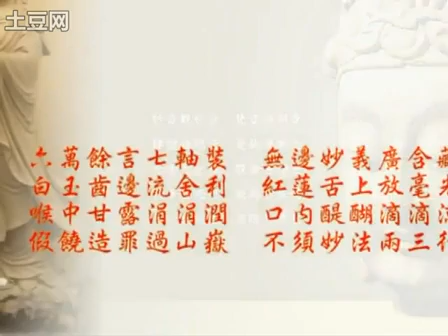 土豆网
六萬餘言七軸裝 無邊妙義廣含藏
白玉齒邊流舍利 紅蓮舌上放毫
喉中甘露涓涓潤 口內醍醐滴滴
假饒造罪過山嶽 不須妙法兩三行